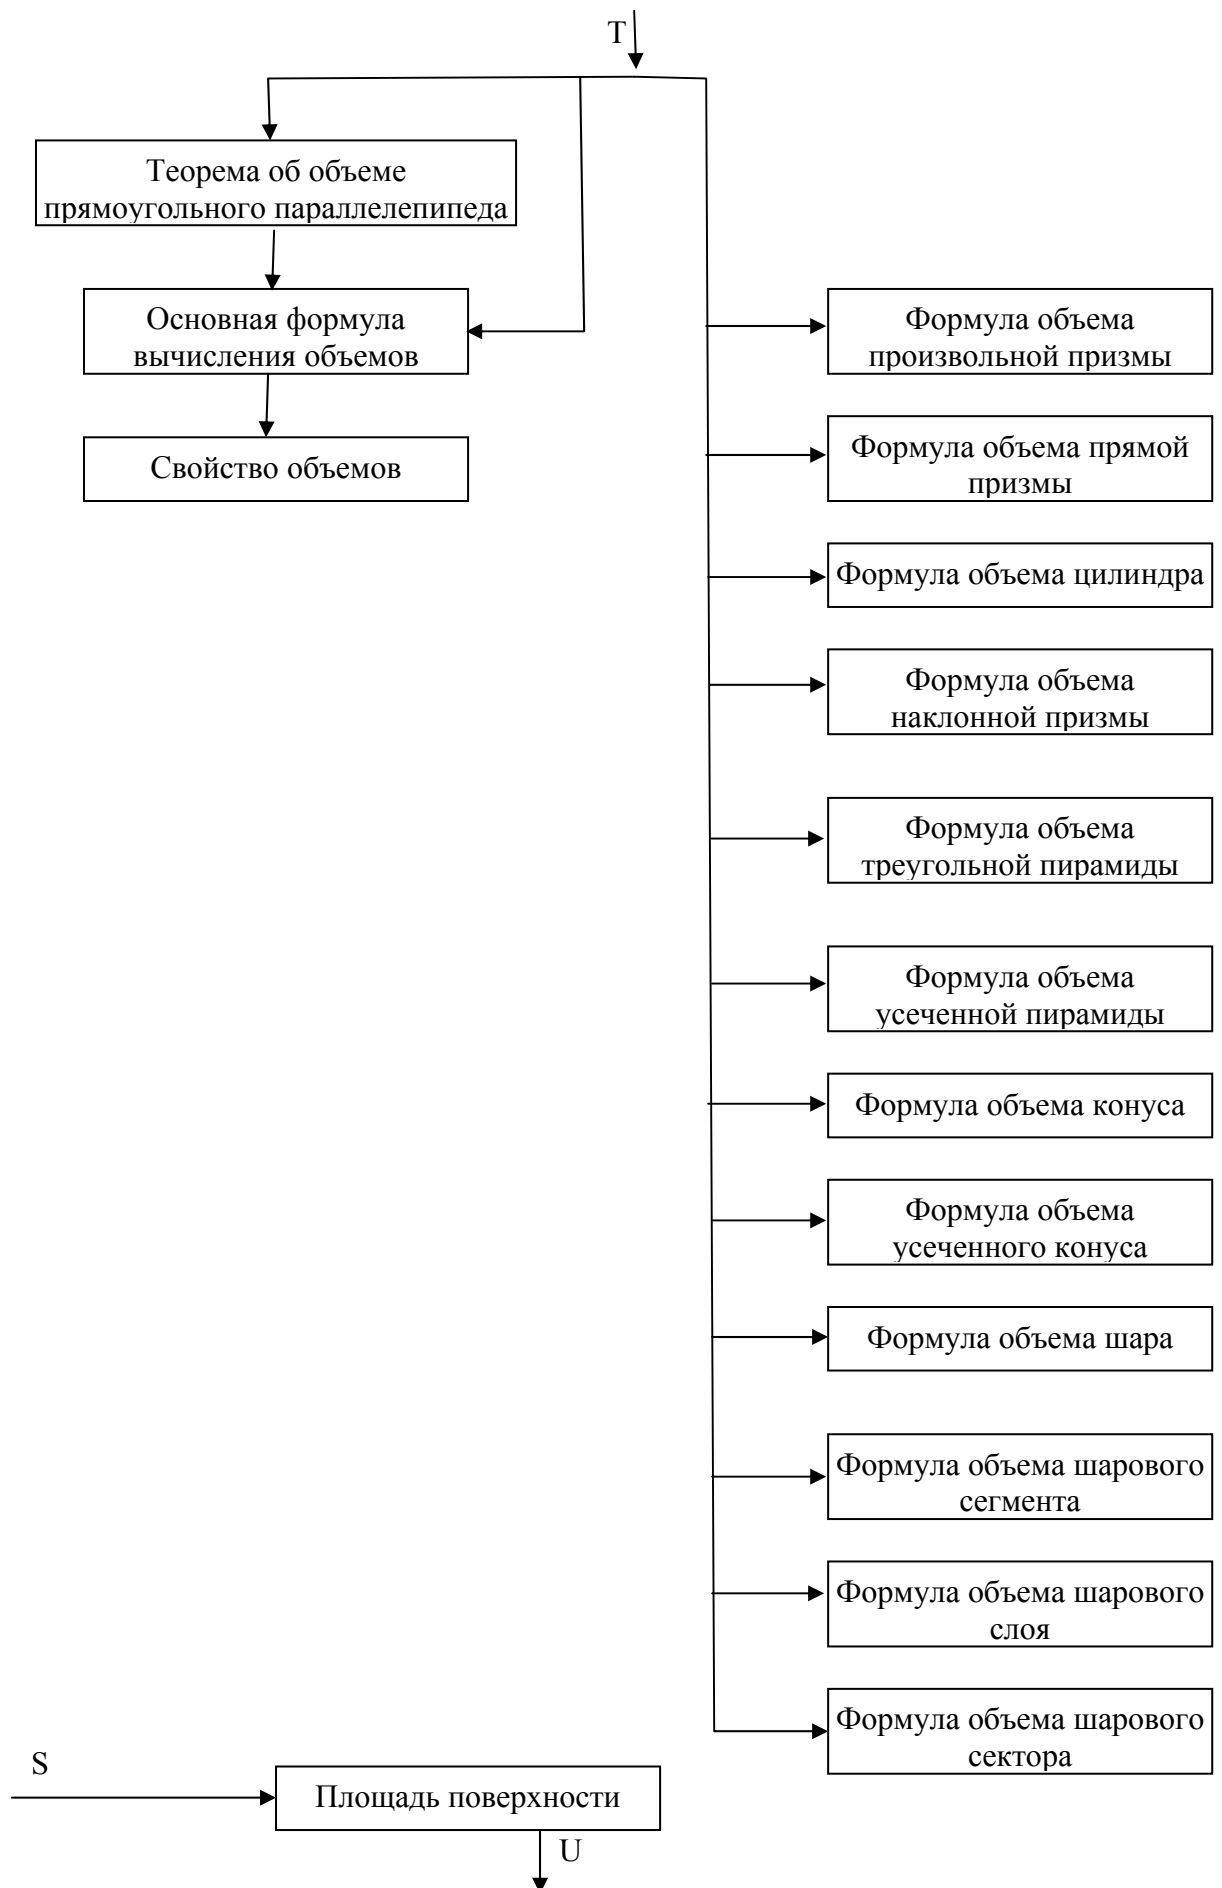 T
Теорема об объеме
прямоугольного параллелепипеда
Основная формула
вычисления объемов
Свойство объемов
Формула объема
произвольной призмы
Формула объема прямой
призмы
Формула объема цилиндра
Формула объема
наклонной призмы
Формула объема
треугольной пирамиды
Формула объема
усеченной пирамиды
Формула объема конуса
Формула объема
усеченного конуса
Формула объема шара
Формула объема шарового
сегмента
Формула объема шарового
слоя
Формула объема шарового
сектора
S
Площадь поверхности
U